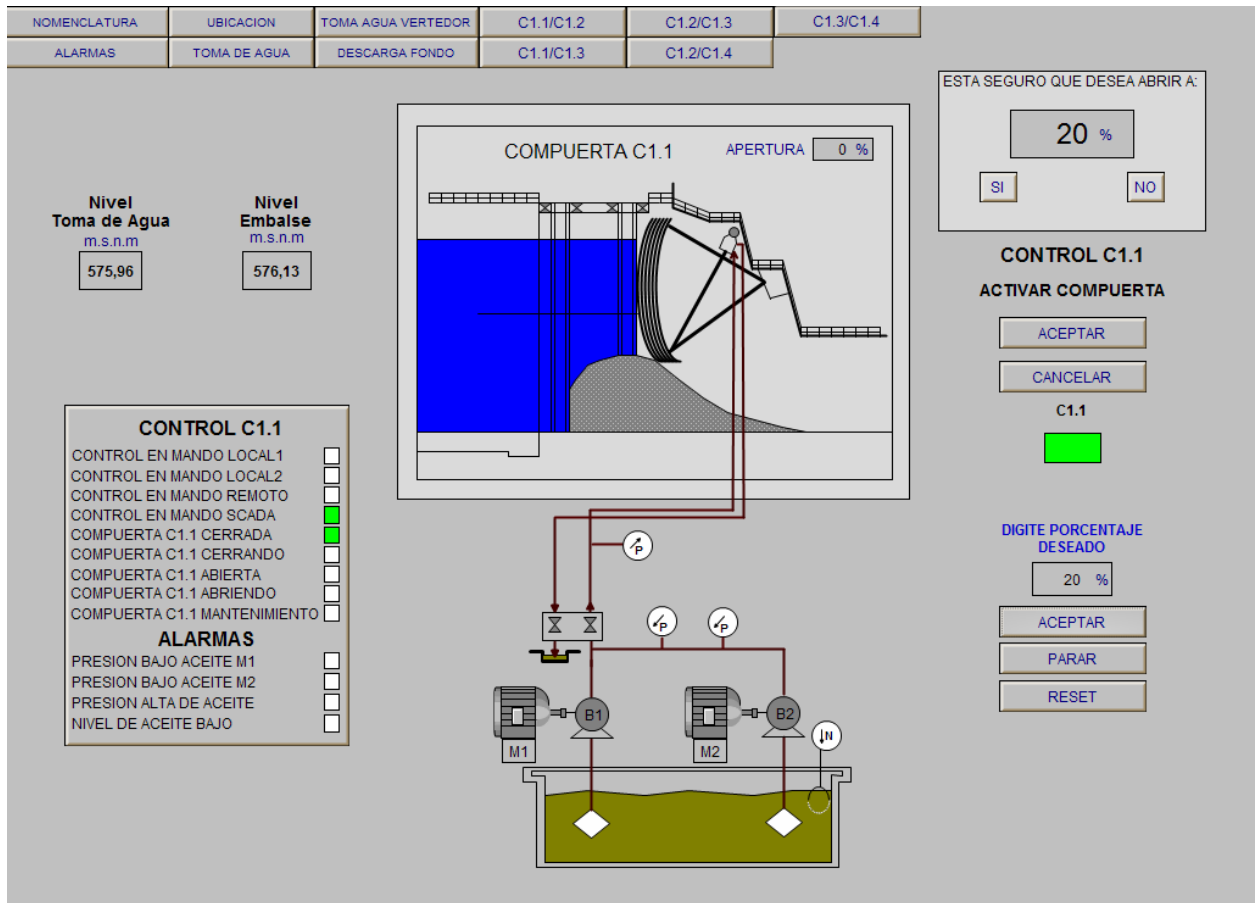 NOMENCLATURA
UBICACION
TOMA AGUA VERTEDOR
C1.1/C1.2
C1.2/C1.3
C1.3/C1.4
ALARMAS
TOMA DE AGUA
DESCARGA FONDO
C1.1/C1.3
C1.2/C1.4
ESTA SEGURO QUE DESEA ABRIR A:
20 %
SI
NO
COMPUERTA C1.1
APERTURA 0 %
Nivel
Toma de Agua
m.s.n.m
575,96
Nivel
Embalse
m.s.n.m
576,13
CONTROL C1.1
ACTIVAR COMPUERTA
ACEPTAR
CANCELAR
C1.1
CONTROL C1.1
CONTROL EN MANDO LOCAL1
CONTROL EN MANDO LOCAL2
CONTROL EN MANDO REMOTO
CONTROL EN MANDO SCADA
COMPUERTA C1.1 CERRADA
COMPUERTA C1.1 CERRANDO
COMPUERTA C1.1 ABIERTA
COMPUERTA C1.1 ABRIENDO
COMPUERTA C1.1 MANTENIMIENTO
ALARMAS
PRESION BAJO ACEITE M1
PRESION BAJO ACEITE M2
PRESION ALTA DE ACEITE
NIVEL DE ACEITE BAJO
DIGITE PORCENTAJE
DESEADO
20 %
ACEPTAR
PARAR
RESET
P
P
P
B1
B2
M1
M2
N